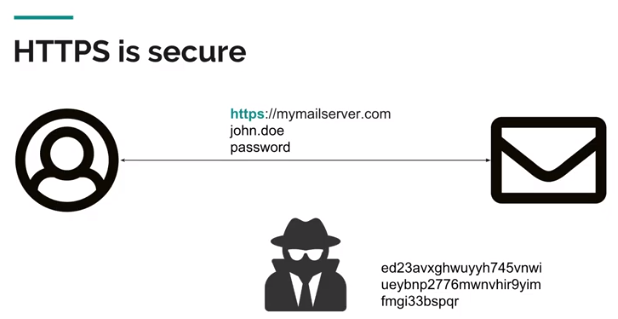 HTTPS is secure
https://mymailserver.com
john.doe
password
ed23avxghwuyyh745vnwi
ueybnp2776mwnvhir9yim
fmgi33bspqr